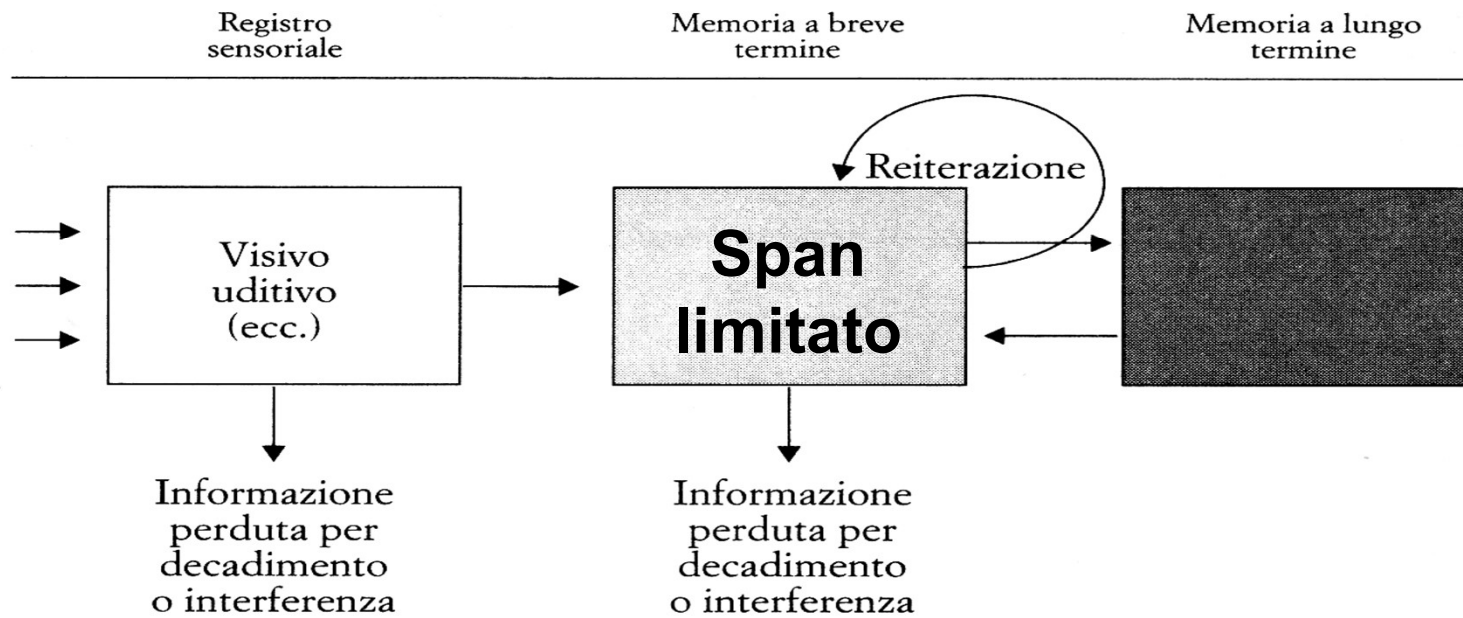 Registro
sensoriale
Memoria a breve
termine
Memoria a lungo
termine
Reiterazione
Visivo
uditivo
(ecc.)
Span
limitato
Informazione
perduta per
decadimento
o interferenza
Informazione
perduta per
decadimento
o interferenza